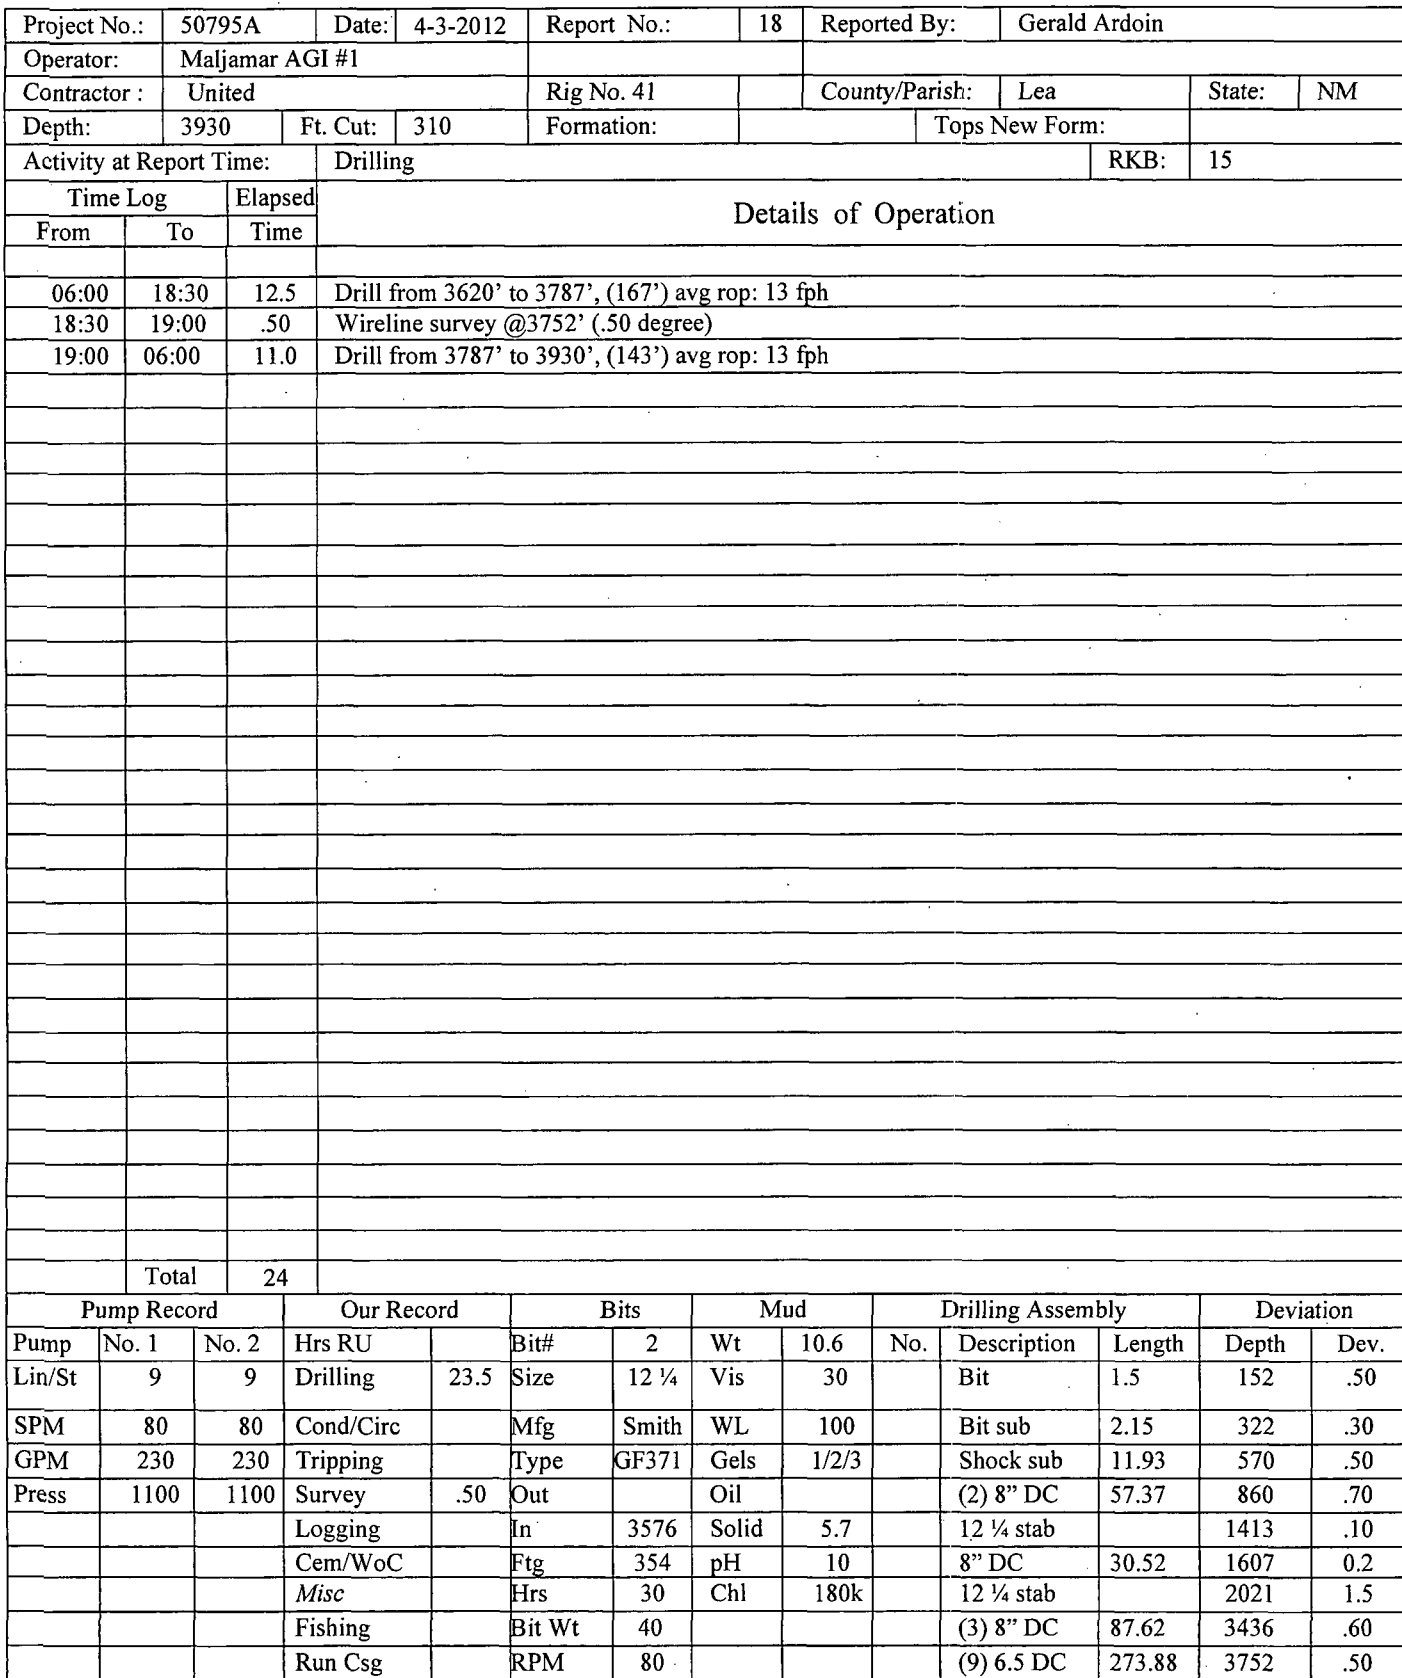 Project No.: 50795A Date: 4-3-2012 Report No.: 18 Reported By: Gerald Ardoin
Operator: Maljamar AGI #1
Contractor : United Rig No. 41 County/Parish: Lea State: NM
Depth: 3930 Ft. Cut: 310 Formation: Tops New Form:
Activity at Report Time: Drilling RKB: 15
Time Log Elapsed Details of Operation
From To Time
06:00 18:30 12.5 Drill from 3620’ to 3787’, (167’) avg rop: 13 fph
18:30 19:00 .50 Wireline survey @3752’ (.50 degree)
19:00 06:00 11.0 Drill from 3787’ to 3930’, (143’) avg rop: 13 fph
Total 24
Pump Record Our Record Bits Mud Drilling Assembly Deviation
Pump No. 1 No. 2 Hrs RU Bit# 2 Wt 10.6 No. Description Length Depth Dev.
Lin/St 9 9 Drilling 23.5 Size 12 ¼ Vis 30 Bit 1.5 152 .50
SPM 80 80 Cond/Circ Mfg Smith WL 100 Bit sub 2.15 322 .30
GPM 230 230 Tripping Type GF371 Gels 1/2/3 Shock sub 11.93 570 .50
Press 1100 1100 Survey .50 Out Oil (2) 8” DC 57.37 860 .70
Logging In 3576 Solid 5.7 12 ¼ stab 1413 .10
Cem/WoC Ftg 354 pH 10 8” DC 30.52 1607 0.2
Misc Hrs 30 Chl 180k 12 ¼ stab 2021 1.5
Fishing Bit Wt 40 (3) 8” DC 87.62 3436 .60
Run Csg RPM 80 (9) 6.5 DC 273.88 3752 .50